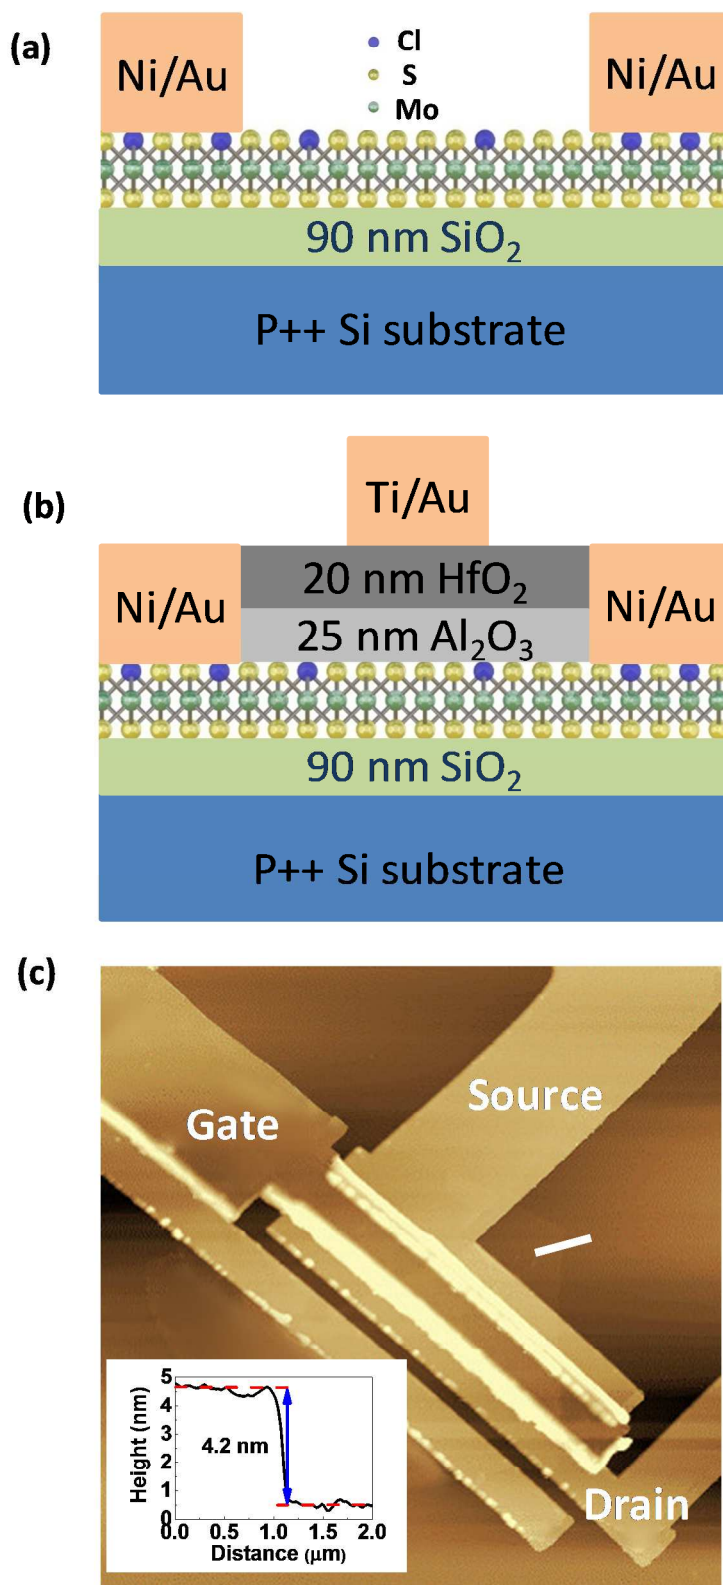 (a)
Ni/Au
Cl
S
Mo
Ni/Au
90 nm SiO₂
P++ Si substrate
(b)
Ti/Au
Ni/Au
20 nm HfO₂
25 nm Al₂O₃
Ni/Au
90 nm SiO₂
P++ Si substrate
(c)
Source
Gate
Drain
Height (nm)
5
4
3
2
1
0
4.2 nm
0.0 0.5 1.0 1.5 2.0
Distance (μm)